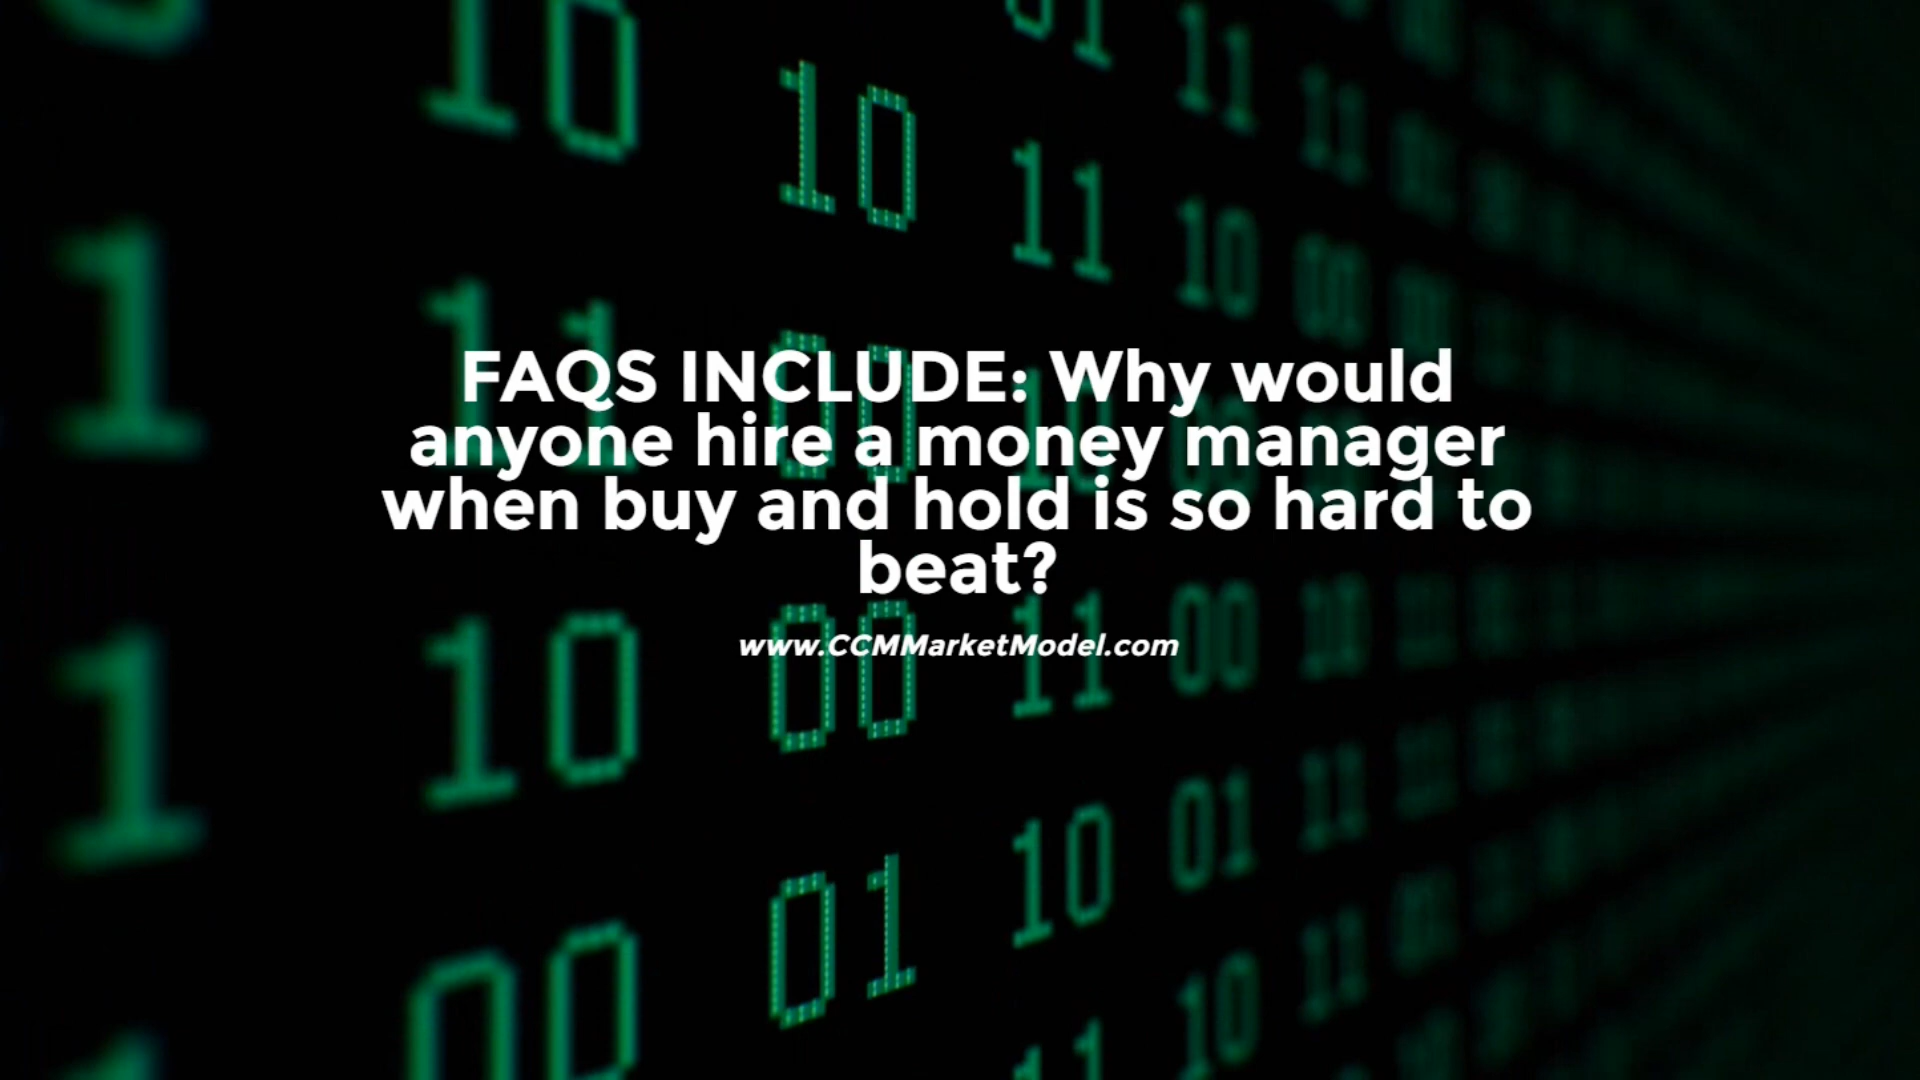 FAQS INCLUDE: Why would
anyone hire a money manager
when buy and hold is so hard to
beat?
www.CCMMarketModel.com